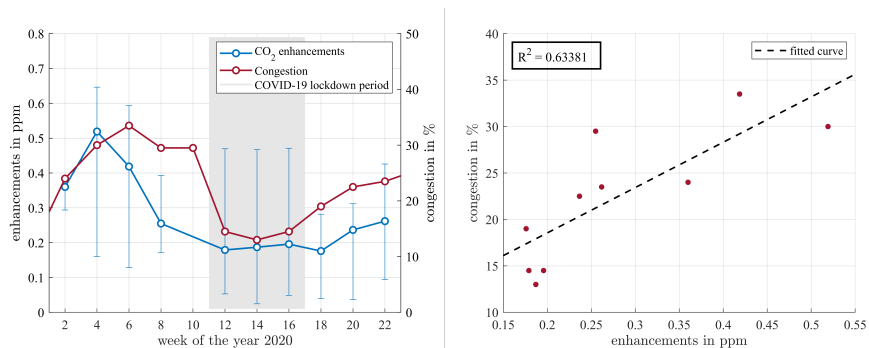 0.8
0.7
0.6
0.5
0.4
0.3
0.2
0.1
0
enhancements in ppm
2 4 6 8 10 12 14 16 18 20 22
week of the year 2020
50
40
30
20
10
0
congestion in %
CO2 enhancements
Congestion
COVID-19 lockdown period
40
35
30
25
20
15
10
congestion in %
R² = 0.63381
fitted curve
0.15 0.2 0.25 0.3 0.35 0.4 0.45 0.5 0.55
enhancements in ppm